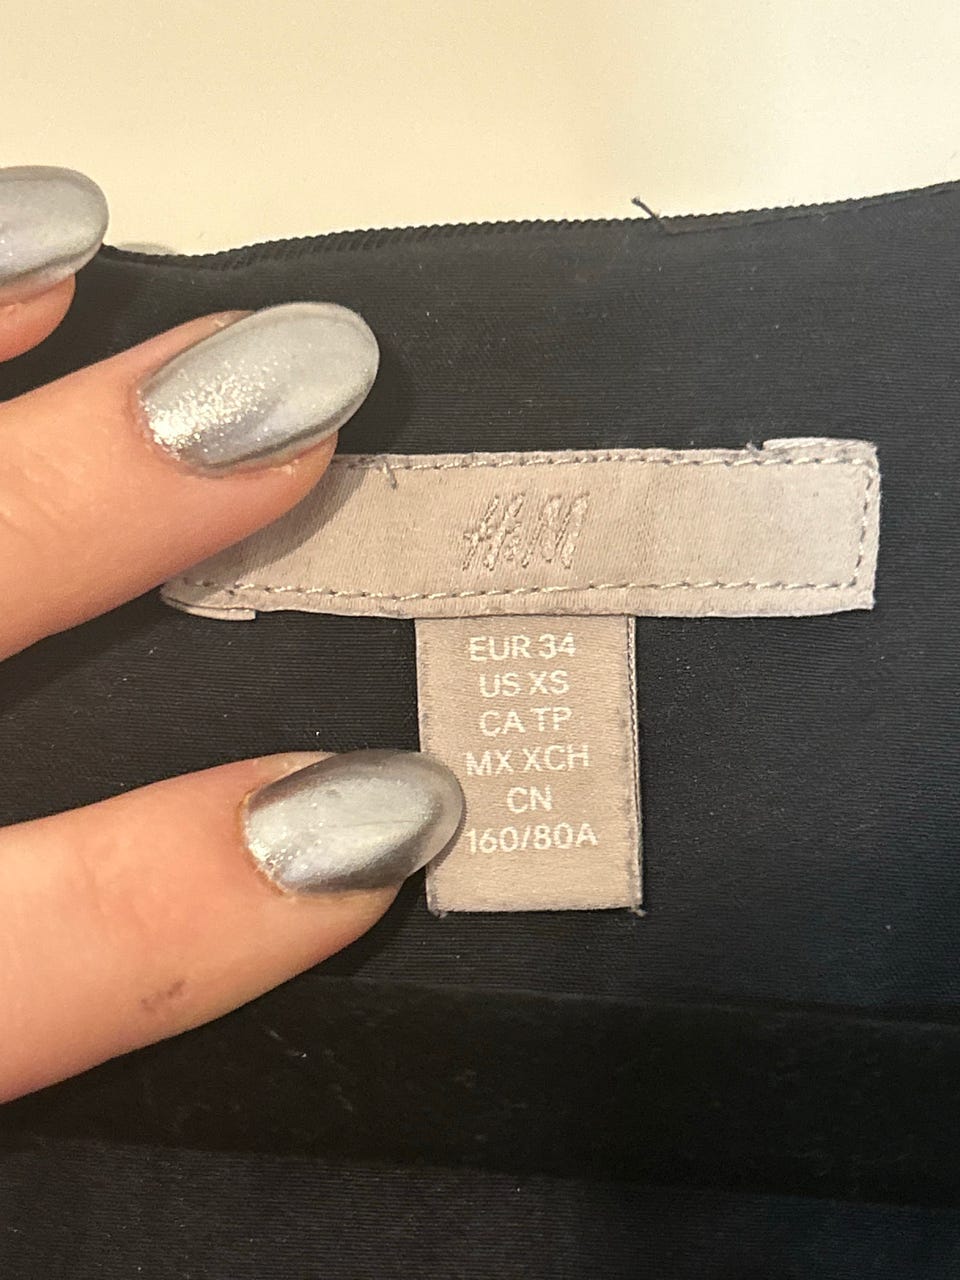 H&M
EUR 34
US XS
CA TP
MX XCH
CN
160/80A